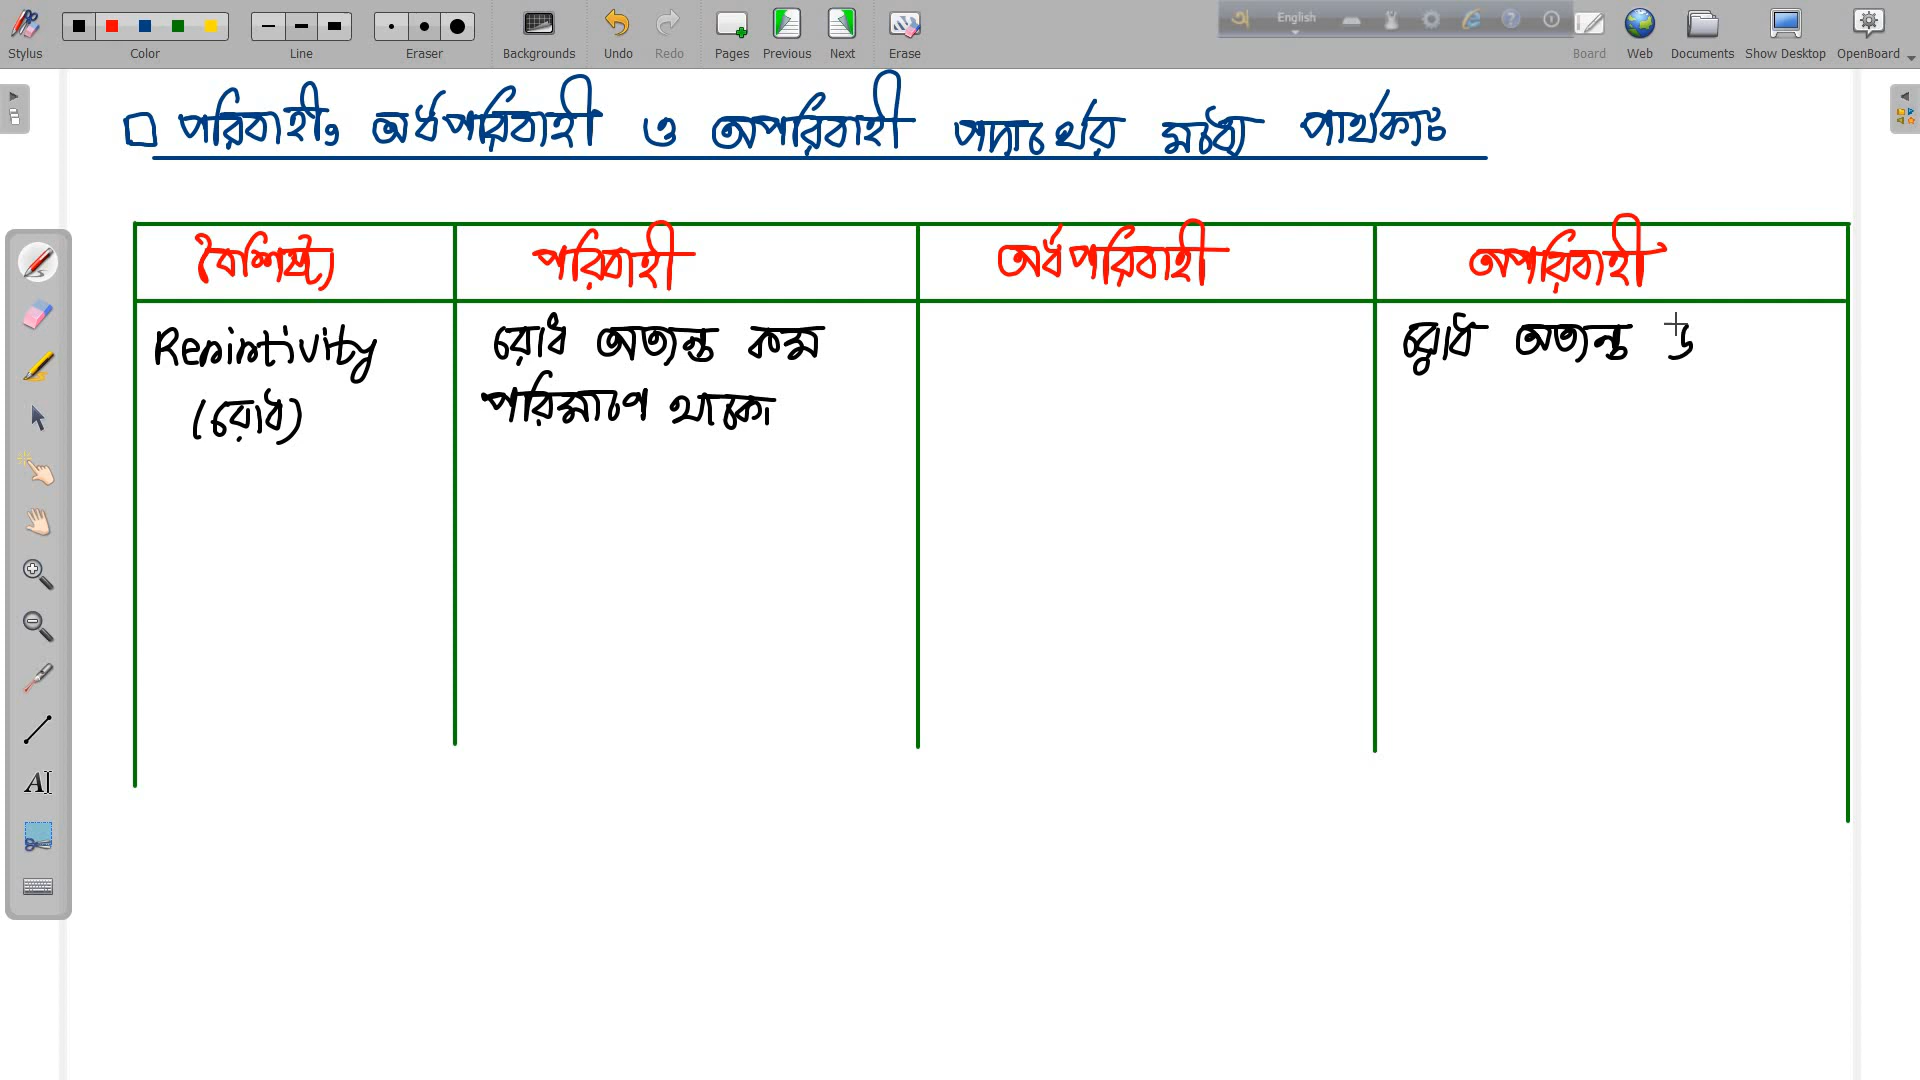 Stylus
Color
Line
Eraser
Backgrounds
Undo
Redo
Pages
Previous
Next
Erase
English
Board
Web
Documents
Show Desktop
OpenBoard
পরিবাহী, অর্ধপরিবাহী ও অপরিবাহী পদার্থের মধ্যে পার্থক্যঃ
বৈশিষ্ট্য
পরিবাহী
অর্ধপরিবাহী
অপরিবাহী
Resistivity
(রোধ)
রোধ অত্যন্ত কম
পরিমাণে থাকে।
রোধ অত্যন্ত উ